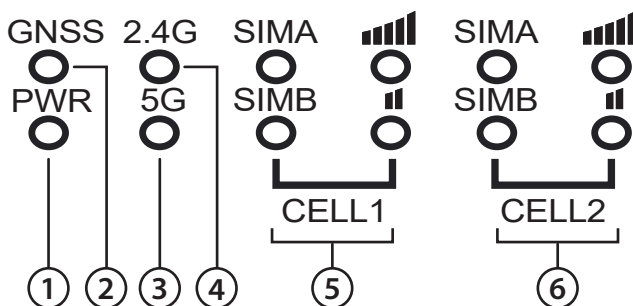 GNSS 2.4G SIMA SIMA
PWR 5G SIMB SIMB
CELL1 CELL2
1 2 3 4 5 6